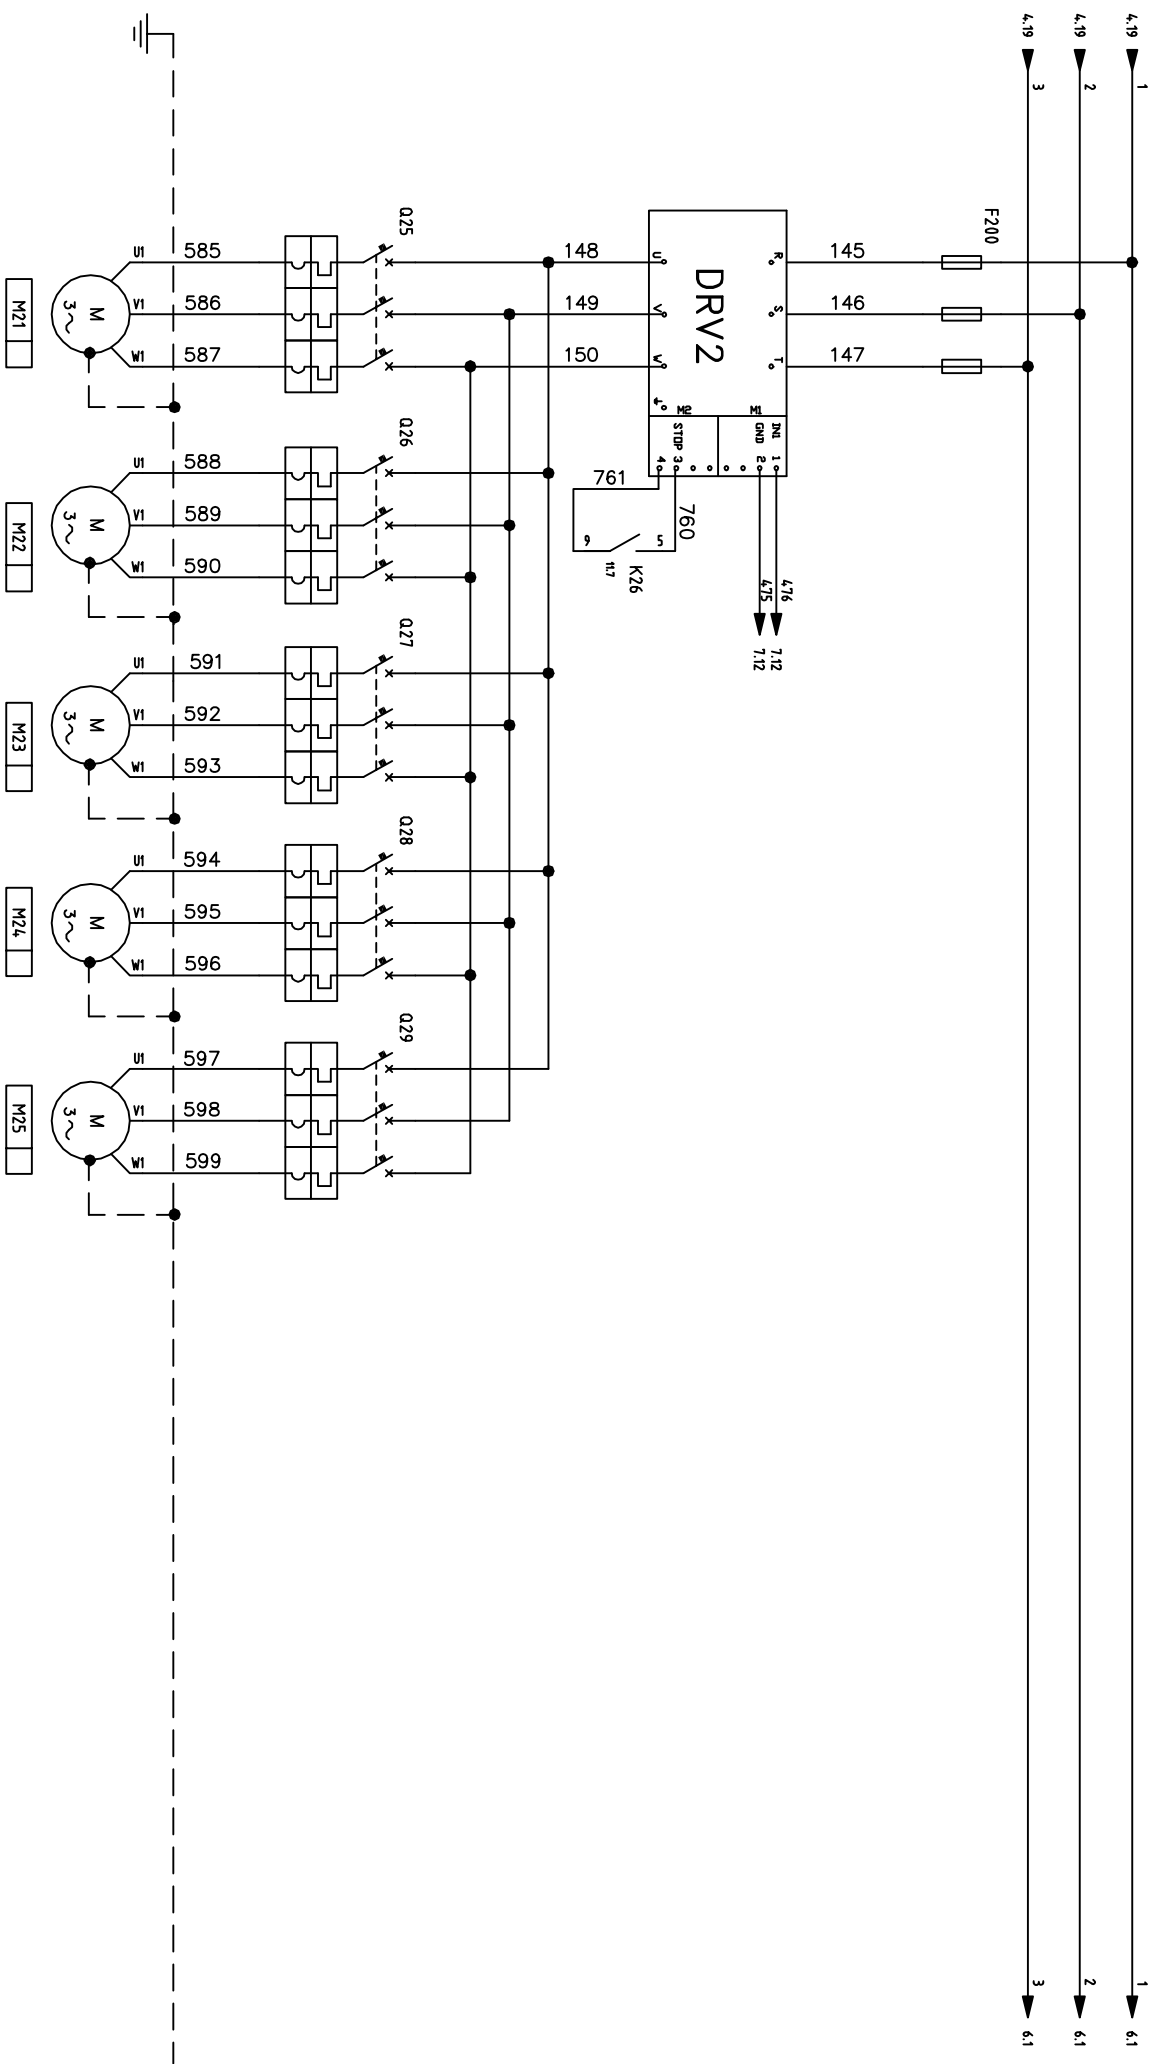 4.19 1
4.19 2
4.19 3
1 6.1
2 6.1
3 6.1
F200
145
146
147
R S T
DRV2
U V W
M1
IN1 1
GND 2
M2
STOP 3
4
476 7.12
475 7.12
760
761
5 9
K26
11.7
148
149
150
Q25
Q26
Q27
Q28
Q29
585
586
587
588
589
590
591
592
593
594
595
596
597
598
599
U1 V1 W1
U1 V1 W1
U1 V1 W1
U1 V1 W1
U1 V1 W1
M
3~
M
3~
M
3~
M
3~
M
3~
M21
M22
M23
M24
M25